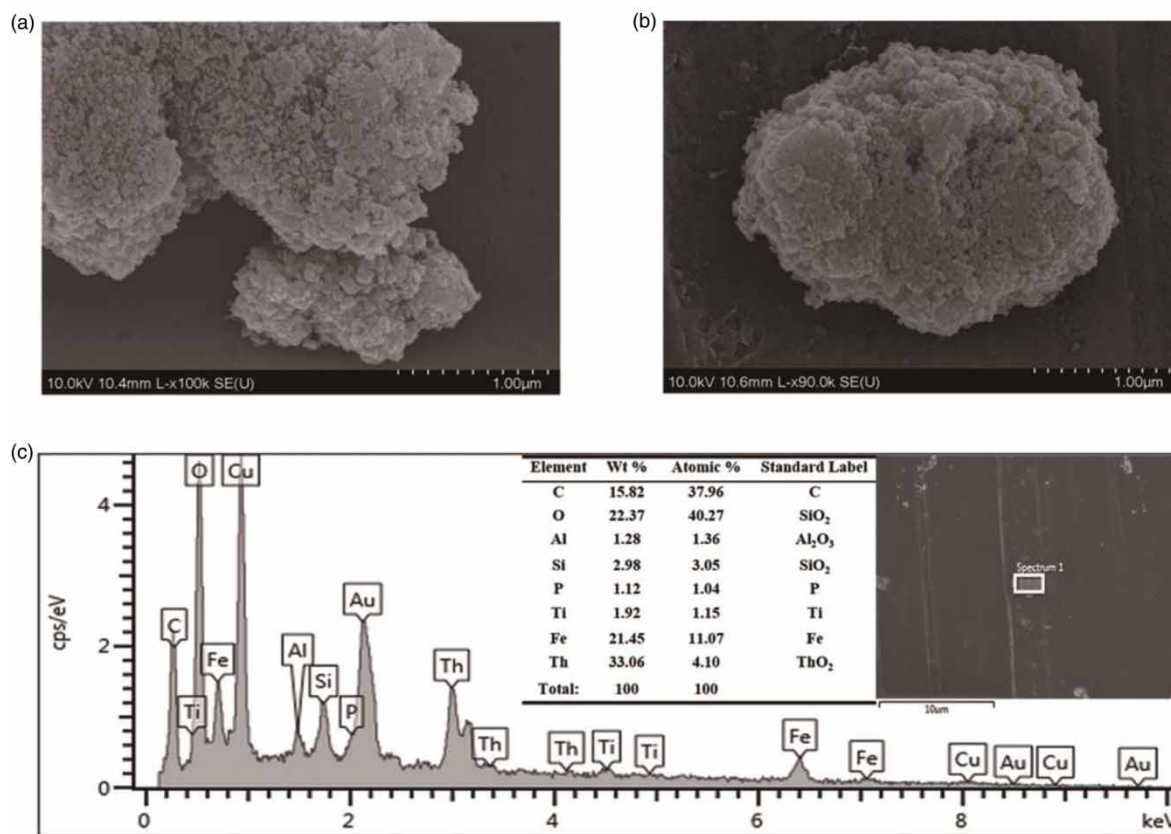 (a)
(b)
10.0kV 10.4mm L-x100k SE(U) 1.00µm
10.0kV 10.6mm L-x90.0k SE(U) 1.00µm
(c)
cps/eV
4
2
0
C
O
Cu
Ti
Fe
Al
Si
P
Au
Th
Th
Th
Ti
Ti
Fe
Fe
Cu
Au
Cu
Au
Element Wt % Atomic % Standard Label
C 15.82 37.96 C
O 22.37 40.27 SiO₂
Al 1.28 1.36 Al₂O₃
Si 2.98 3.05 SiO₂
P 1.12 1.04 P
Ti 1.92 1.15 Ti
Fe 21.45 11.07 Fe
Th 33.06 4.10 ThO₂
Total: 100 100
Spectrum 1
10µm
0 2 4 6 8 keV